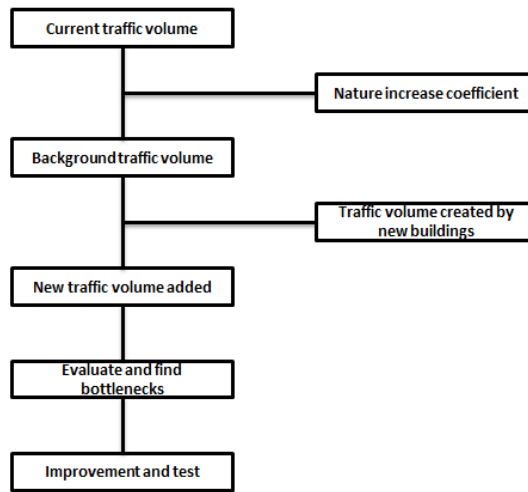 Current traffic volume
Nature increase coefficient
Background traffic volume
Traffic volume created by
new buildings
New traffic volume added
Evaluate and find
bottlenecks
Improvement and test